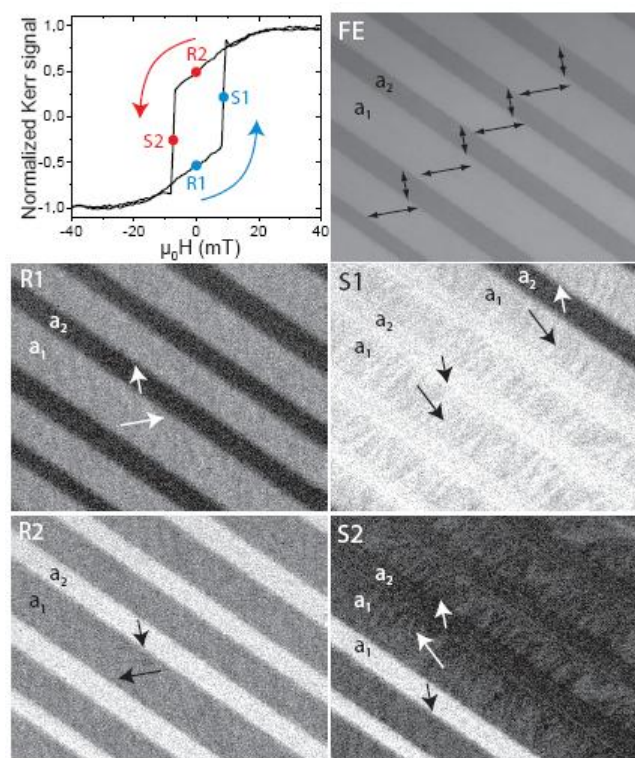 Normalized Kerr signal
1,0
0,5
0,0
-0,5
-1,0
-40
-20
0
20
40
µ₀H (mT)
R2
S1
S2
R1
FE
a₂
a₁
R1
a₂
a₁
S1
a₂
a₁
a₂
a₁
R2
a₂
a₁
S2
a₂
a₁
a₁